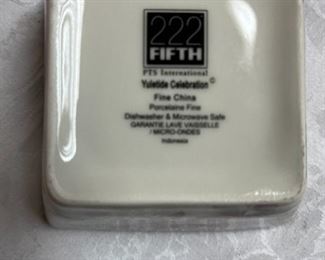 222
FIFTH
PTS International
Yuletide Celebration ©
Fine China
Porcelaine Fine
Dishwasher & Microwave Safe
GARANTIE LAVE VAISSELLE
/ MICRO-ONDES
Indonesia